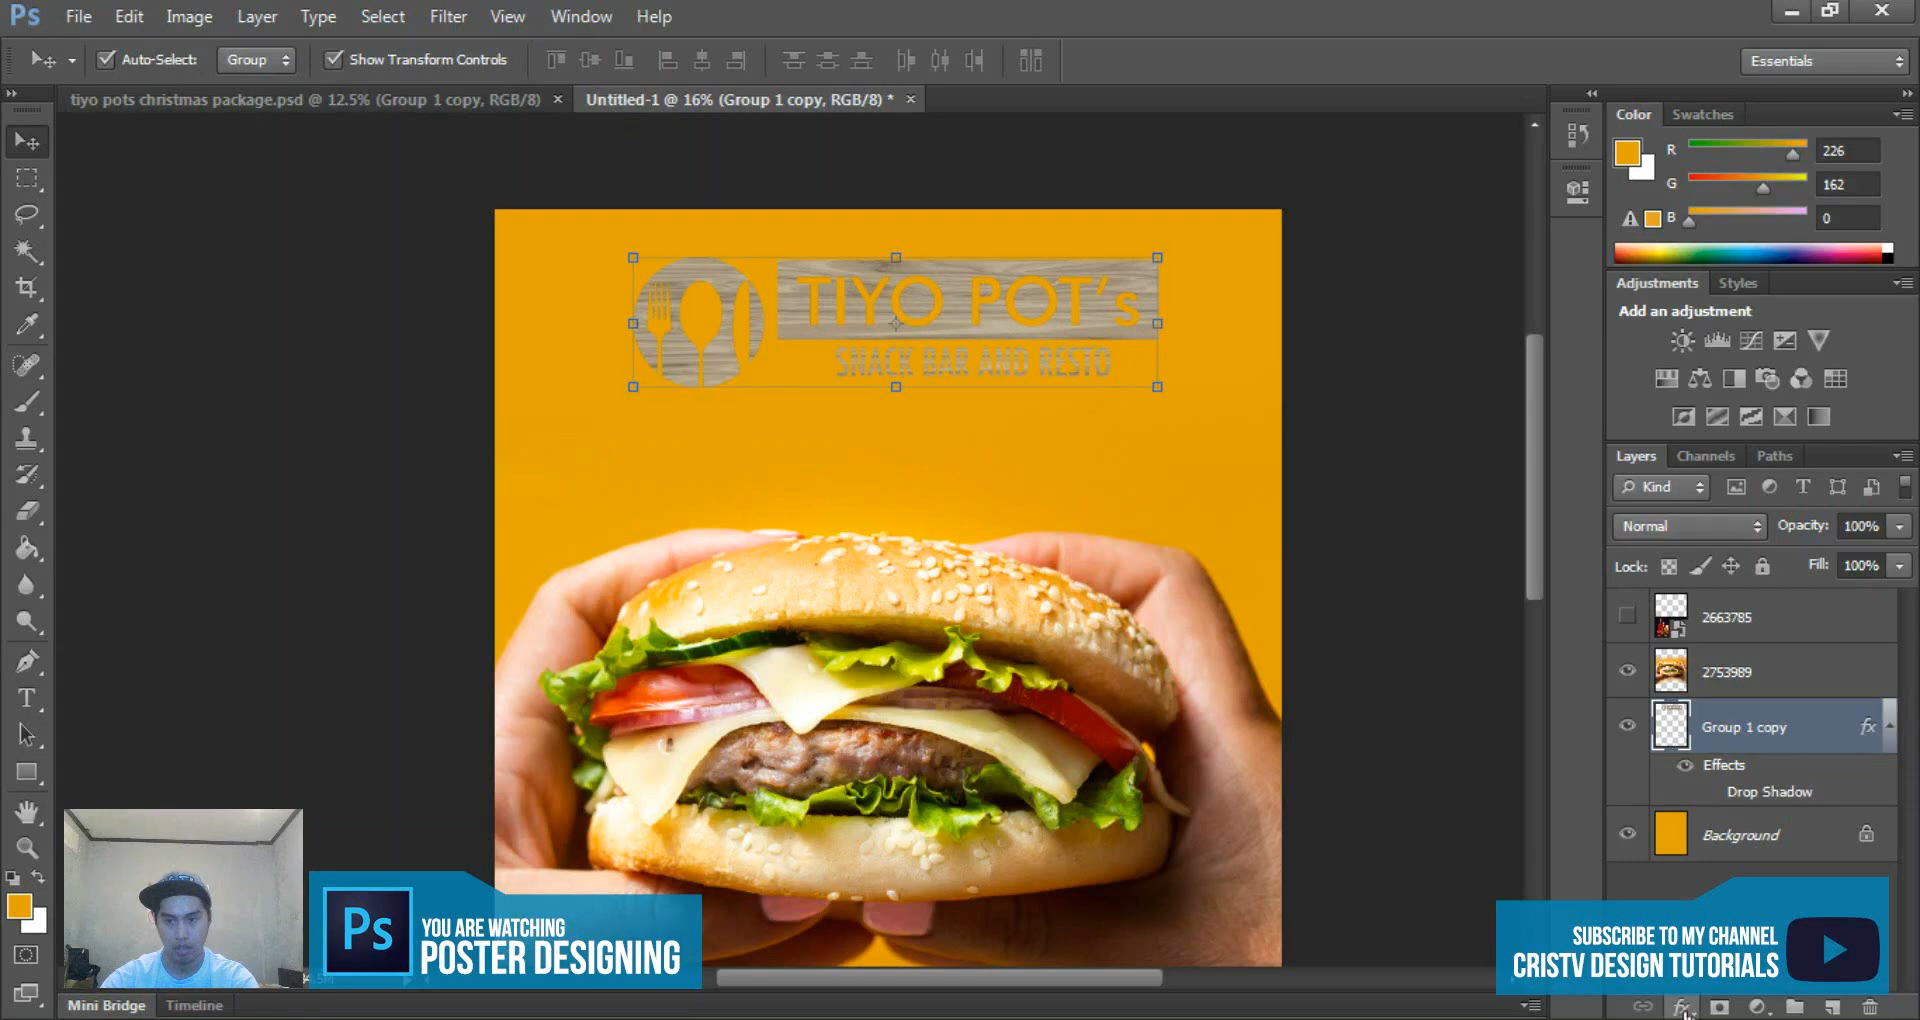 Ps File Edit Image Layer Type Select Filter View Window Help
Auto-Select: Group Show Transform Controls Essentials
tiyo pots christmas package.psd @ 12.5% (Group 1 copy, RGB/8) × Untitled-1 @ 16% (Group 1 copy, RGB/8) * ×
Color Swatches
R 226
G 162
B 0
Adjustments Styles
Add an adjustment
TIYO POT's
SNACK BAR AND RESTO
Layers Channels Paths
Kind
Normal Opacity: 100%
Lock: Fill: 100%
2663785
2753989
Group 1 copy fx
Effects
Drop Shadow
Background
Ps
YOU ARE WATCHING
POSTER DESIGNING
SUBSCRIBE TO MY CHANNEL
CRISTV DESIGN TUTORIALS
Mini Bridge Timeline
fx